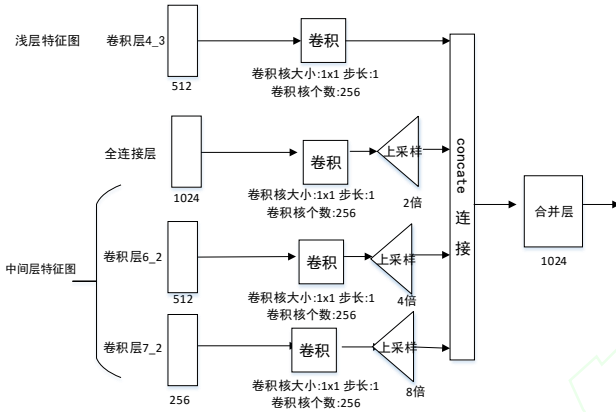 浅层特征图
卷积层4_3
512
卷积
卷积核大小:1x1 步长:1
卷积核个数:256
全连接层
1024
卷积
卷积核大小:1x1 步长:1
卷积核个数:256
上采样
2倍
中间层特征图
卷积层6_2
512
卷积
卷积核大小:1x1 步长:1
卷积核个数:256
上采样
4倍
卷积层7_2
256
卷积
卷积核大小:1x1 步长:1
卷积核个数:256
上采样
8倍
concate 连接
合并层
1024